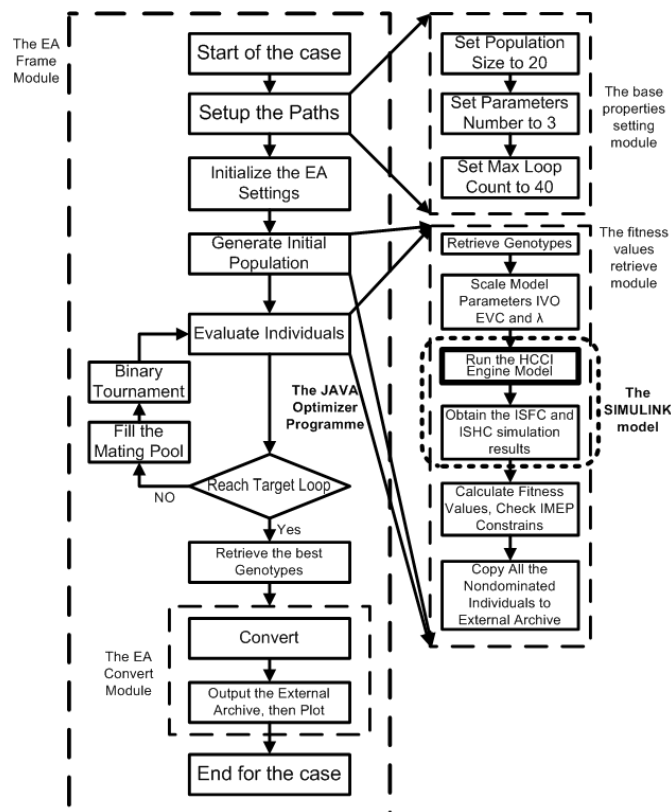 The EA
Frame
Module
Start of the case
Setup the Paths
Initialize the EA
Settings
Generate Initial
Population
Evaluate Individuals
Binary
Tournament
Fill the
Mating Pool
NO
Reach Target Loop
Yes
Retrieve the best
Genotypes
The EA
Convert
Module
Convert
Output the External
Archive, then Plot
End for the case
The JAVA
Optimizer
Programme
Set Population
Size to 20
Set Parameters
Number to 3
Set Max Loop
Count to 40
The base
properties
setting
module
Retrieve Genotypes
Scale Model
Parameters IVO
EVC and λ
Run the HCCI
Engine Model
Obtain the ISFC and
ISHC simulation
results
Calculate Fitness
Values, Check IMEP
Constrains
Copy All the
Nondominated
Individuals to
External Archive
The fitness
values
retrieve
module
The
SIMULINK
model